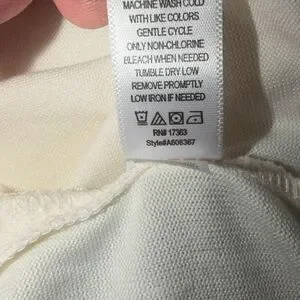 MACHINE WASH COLD
WITH LIKE COLORS
GENTLE CYCLE
ONLY NON-CHLORINE
BLEACH WHEN NEEDED
TUMBLE DRY LOW
REMOVE PROMPTLY
LOW IRON IF NEEDED
RN# 17363
Style#A608367